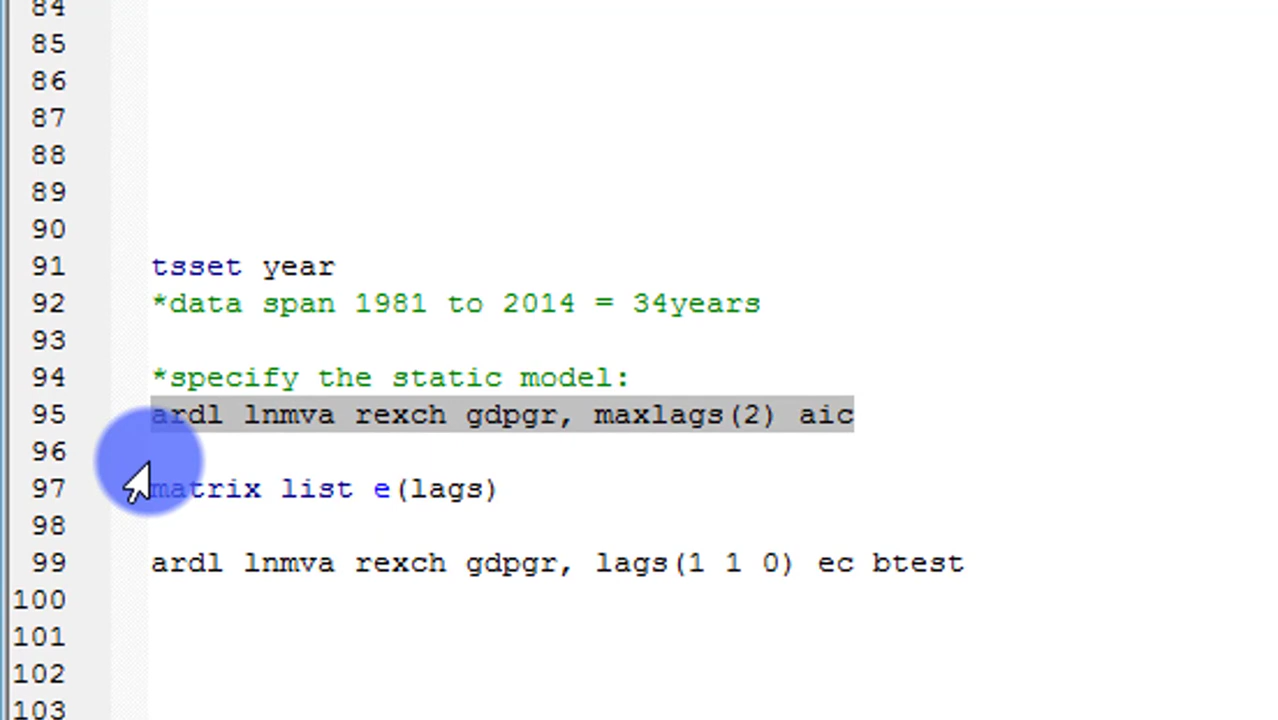 84
85
86
87
88
89
90
91 tsset year
92 *data span 1981 to 2014 = 34years
93
94 *specify the static model:
95 ardl lnmva rexch gdpgr, maxlags(2) aic
96
97 matrix list e(lags)
98
99 ardl lnmva rexch gdpgr, lags(1 1 0) ec btest
100
101
102
103